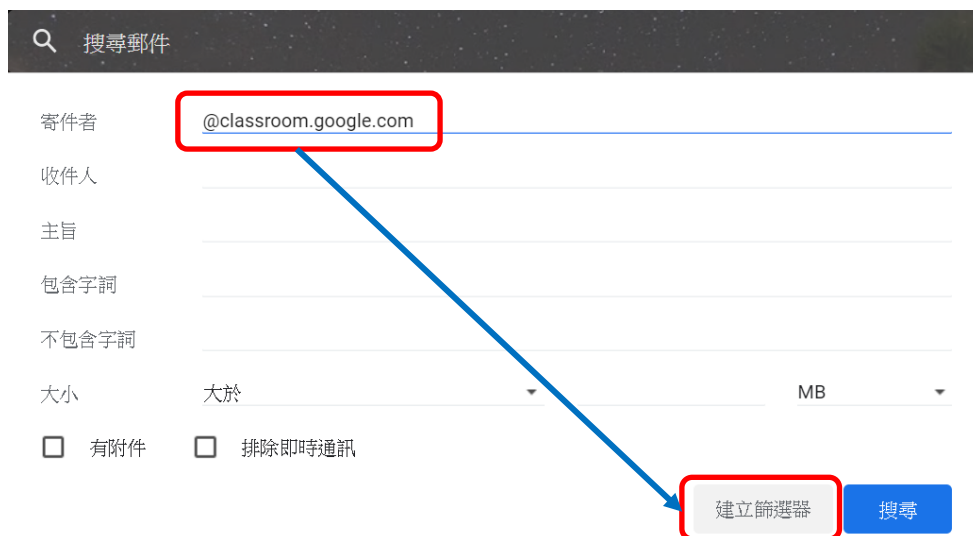 搜尋郵件
寄件者 @classroom.google.com
收件人
主旨
包含字詞
不包含字詞
大小 大於 MB
有附件 排除即時通訊
建立篩選器 搜尋